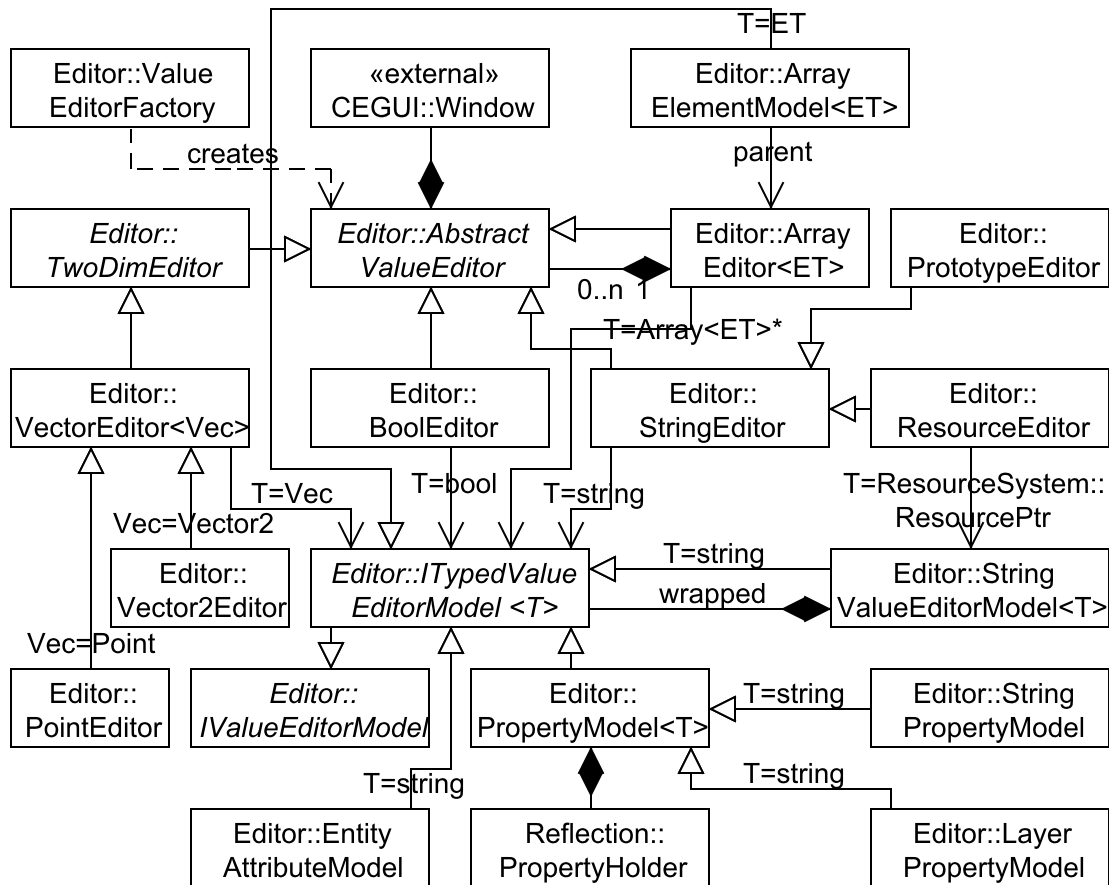 T=ET
Editor::Value
EditorFactory
«external»
CEGUI::Window
Editor::Array
ElementModel<ET>
creates
parent
Editor::
TwoDimEditor
Editor::Abstract
ValueEditor
Editor::Array
Editor<ET>
Editor::
PrototypeEditor
0..n 1
T=Array<ET>*
Editor::
VectorEditor<Vec>
Editor::
BoolEditor
Editor::
StringEditor
Editor::
ResourceEditor
T=Vec
T=bool
T=string
T=ResourceSystem::
ResourcePtr
Vec=Vector2
Editor::
Vector2Editor
Editor::ITypedValue
EditorModel <T>
T=string
wrapped
Editor::String
ValueEditorModel<T>
Vec=Point
Editor::
PointEditor
Editor::
IValueEditorModel
Editor::
PropertyModel<T>
T=string
Editor::String
PropertyModel
T=string
T=string
Editor::Entity
AttributeModel
Reflection::
PropertyHolder
Editor::Layer
PropertyModel